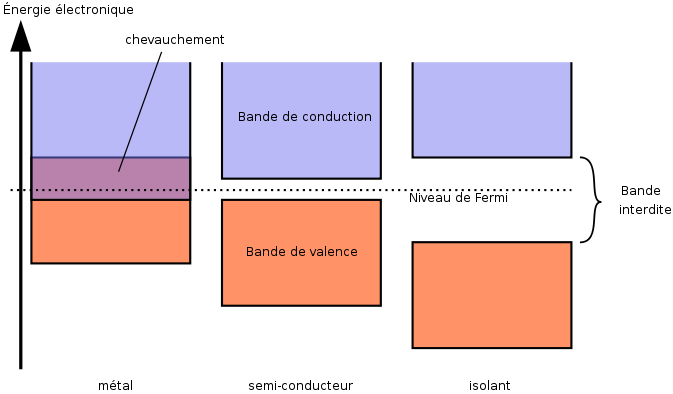 Énergie électronique
chevauchement
Bande de conduction
Niveau de Fermi
Bande
interdite
Bande de valence
métal
semi-conducteur
isolant